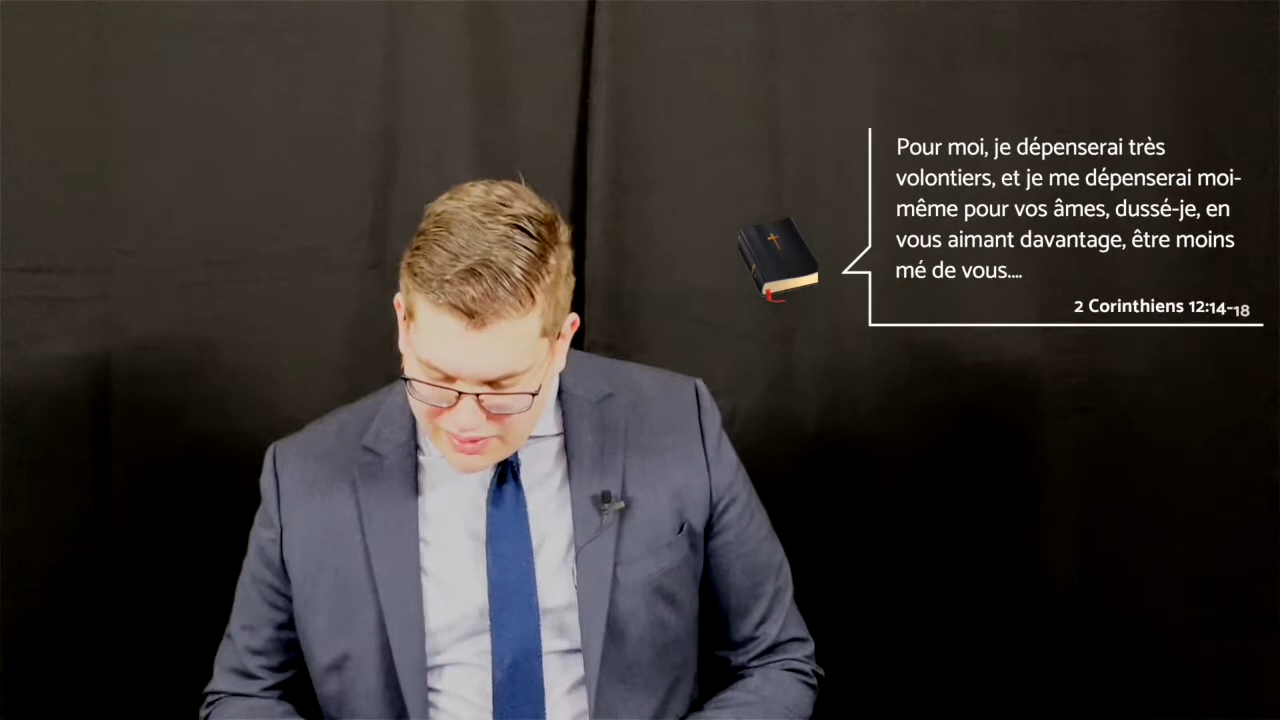 Pour moi, je dépenserai très
volontiers, et je me dépenserai moi-
même pour vos âmes, dussé-je, en
vous aimant davantage, être moins
mé de vous....
2 Corinthiens 12:14-18